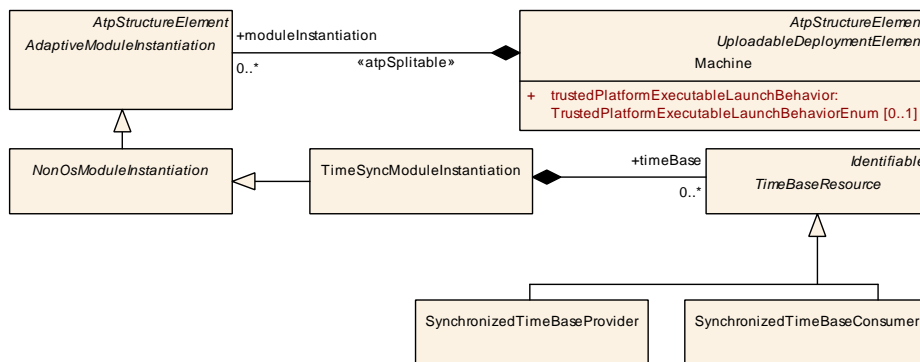 AtpStructureElement
AdaptiveModuleInstantiation
+moduleInstantiation
0..*
«atpSplitable»
AtpStructureElement
UploadableDeploymentElement
Machine
+ trustedPlatformExecutableLaunchBehavior:
TrustedPlatformExecutableLaunchBehaviorEnum [0..1]
NonOsModuleInstantiation
TimeSyncModuleInstantiation
+timeBase
0..*
Identifiable
TimeBaseResource
SynchronizedTimeBaseProvider
SynchronizedTimeBaseConsumer